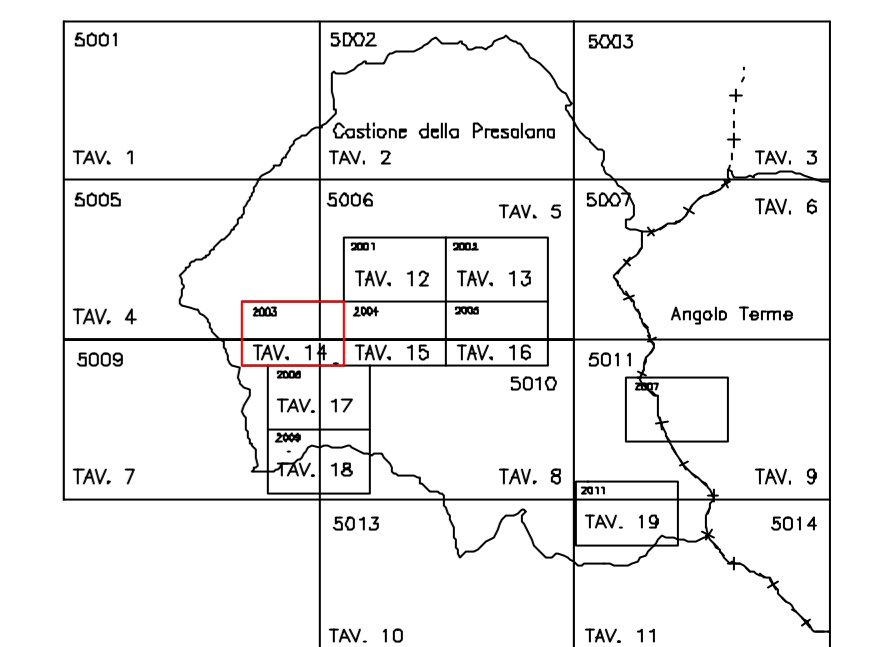 5001
5002
5003
Castione della Presolana
TAV. 1
TAV. 2
TAV. 3
5005
5006
TAV. 5
5007
TAV. 6
2001
2002
TAV. 12
TAV. 13
2003
2004
2005
TAV. 4
Angolo Terme
TAV. 14
TAV. 15
TAV. 16
5009
5010
5011
2007
TAV. 17
2009
TAV. 7
TAV. 18
TAV. 8
TAV. 9
2011
5013
TAV. 19
5014
TAV. 10
TAV. 11